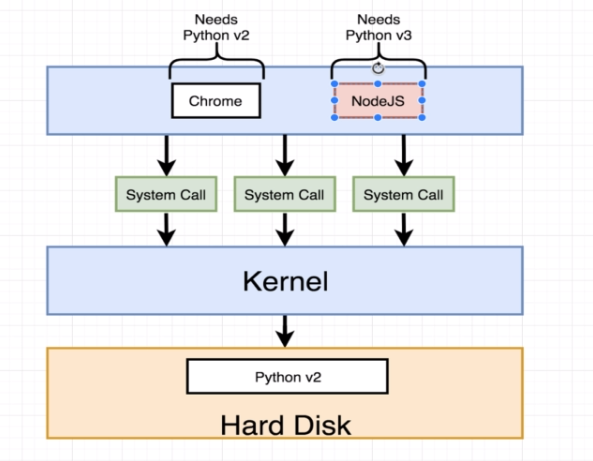 Needs
Python v2
Needs
Python v3
Chrome
NodeJS
System Call
System Call
System Call
Kernel
Python v2
Hard Disk